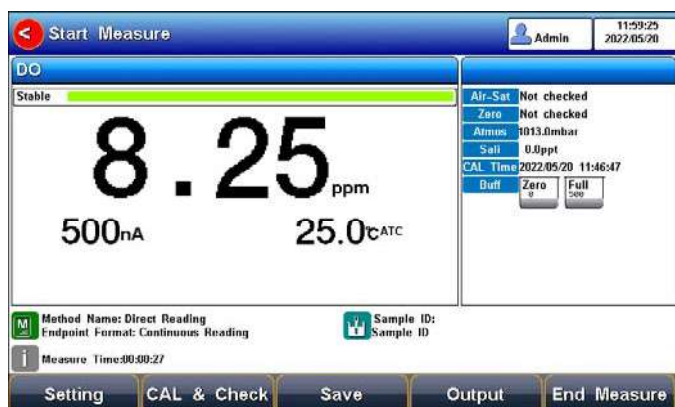 <
Start Measure
Admin
11:59:25
2022/05/20
DO
Stable
8.25 ppm
500nA
25.0℃ATC
Air-Sat Not checked
Zero Not checked
Atmos 1013.0mbar
Sali 0.0ppt
CAL Time 2022/05/20 11:46:47
Buff
Zero
0
Full
500
M
Method Name: Direct Reading
Endpoint Format: Continuous Reading
Sample ID:
Sample ID
i
Measure Time:00:00:27
Setting
CAL & Check
Save
Output
End Measure